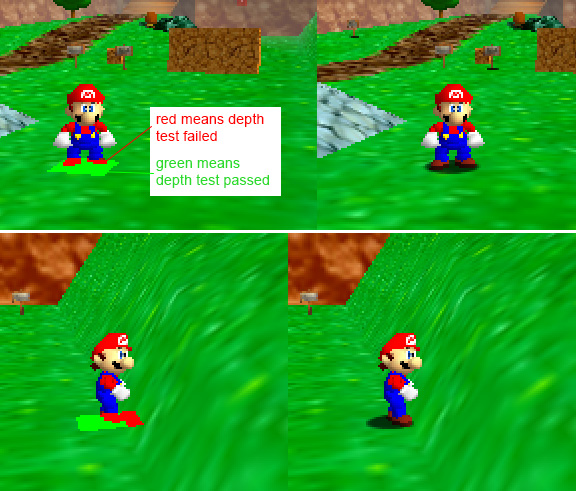 red means depth
test failed
green means
depth test passed